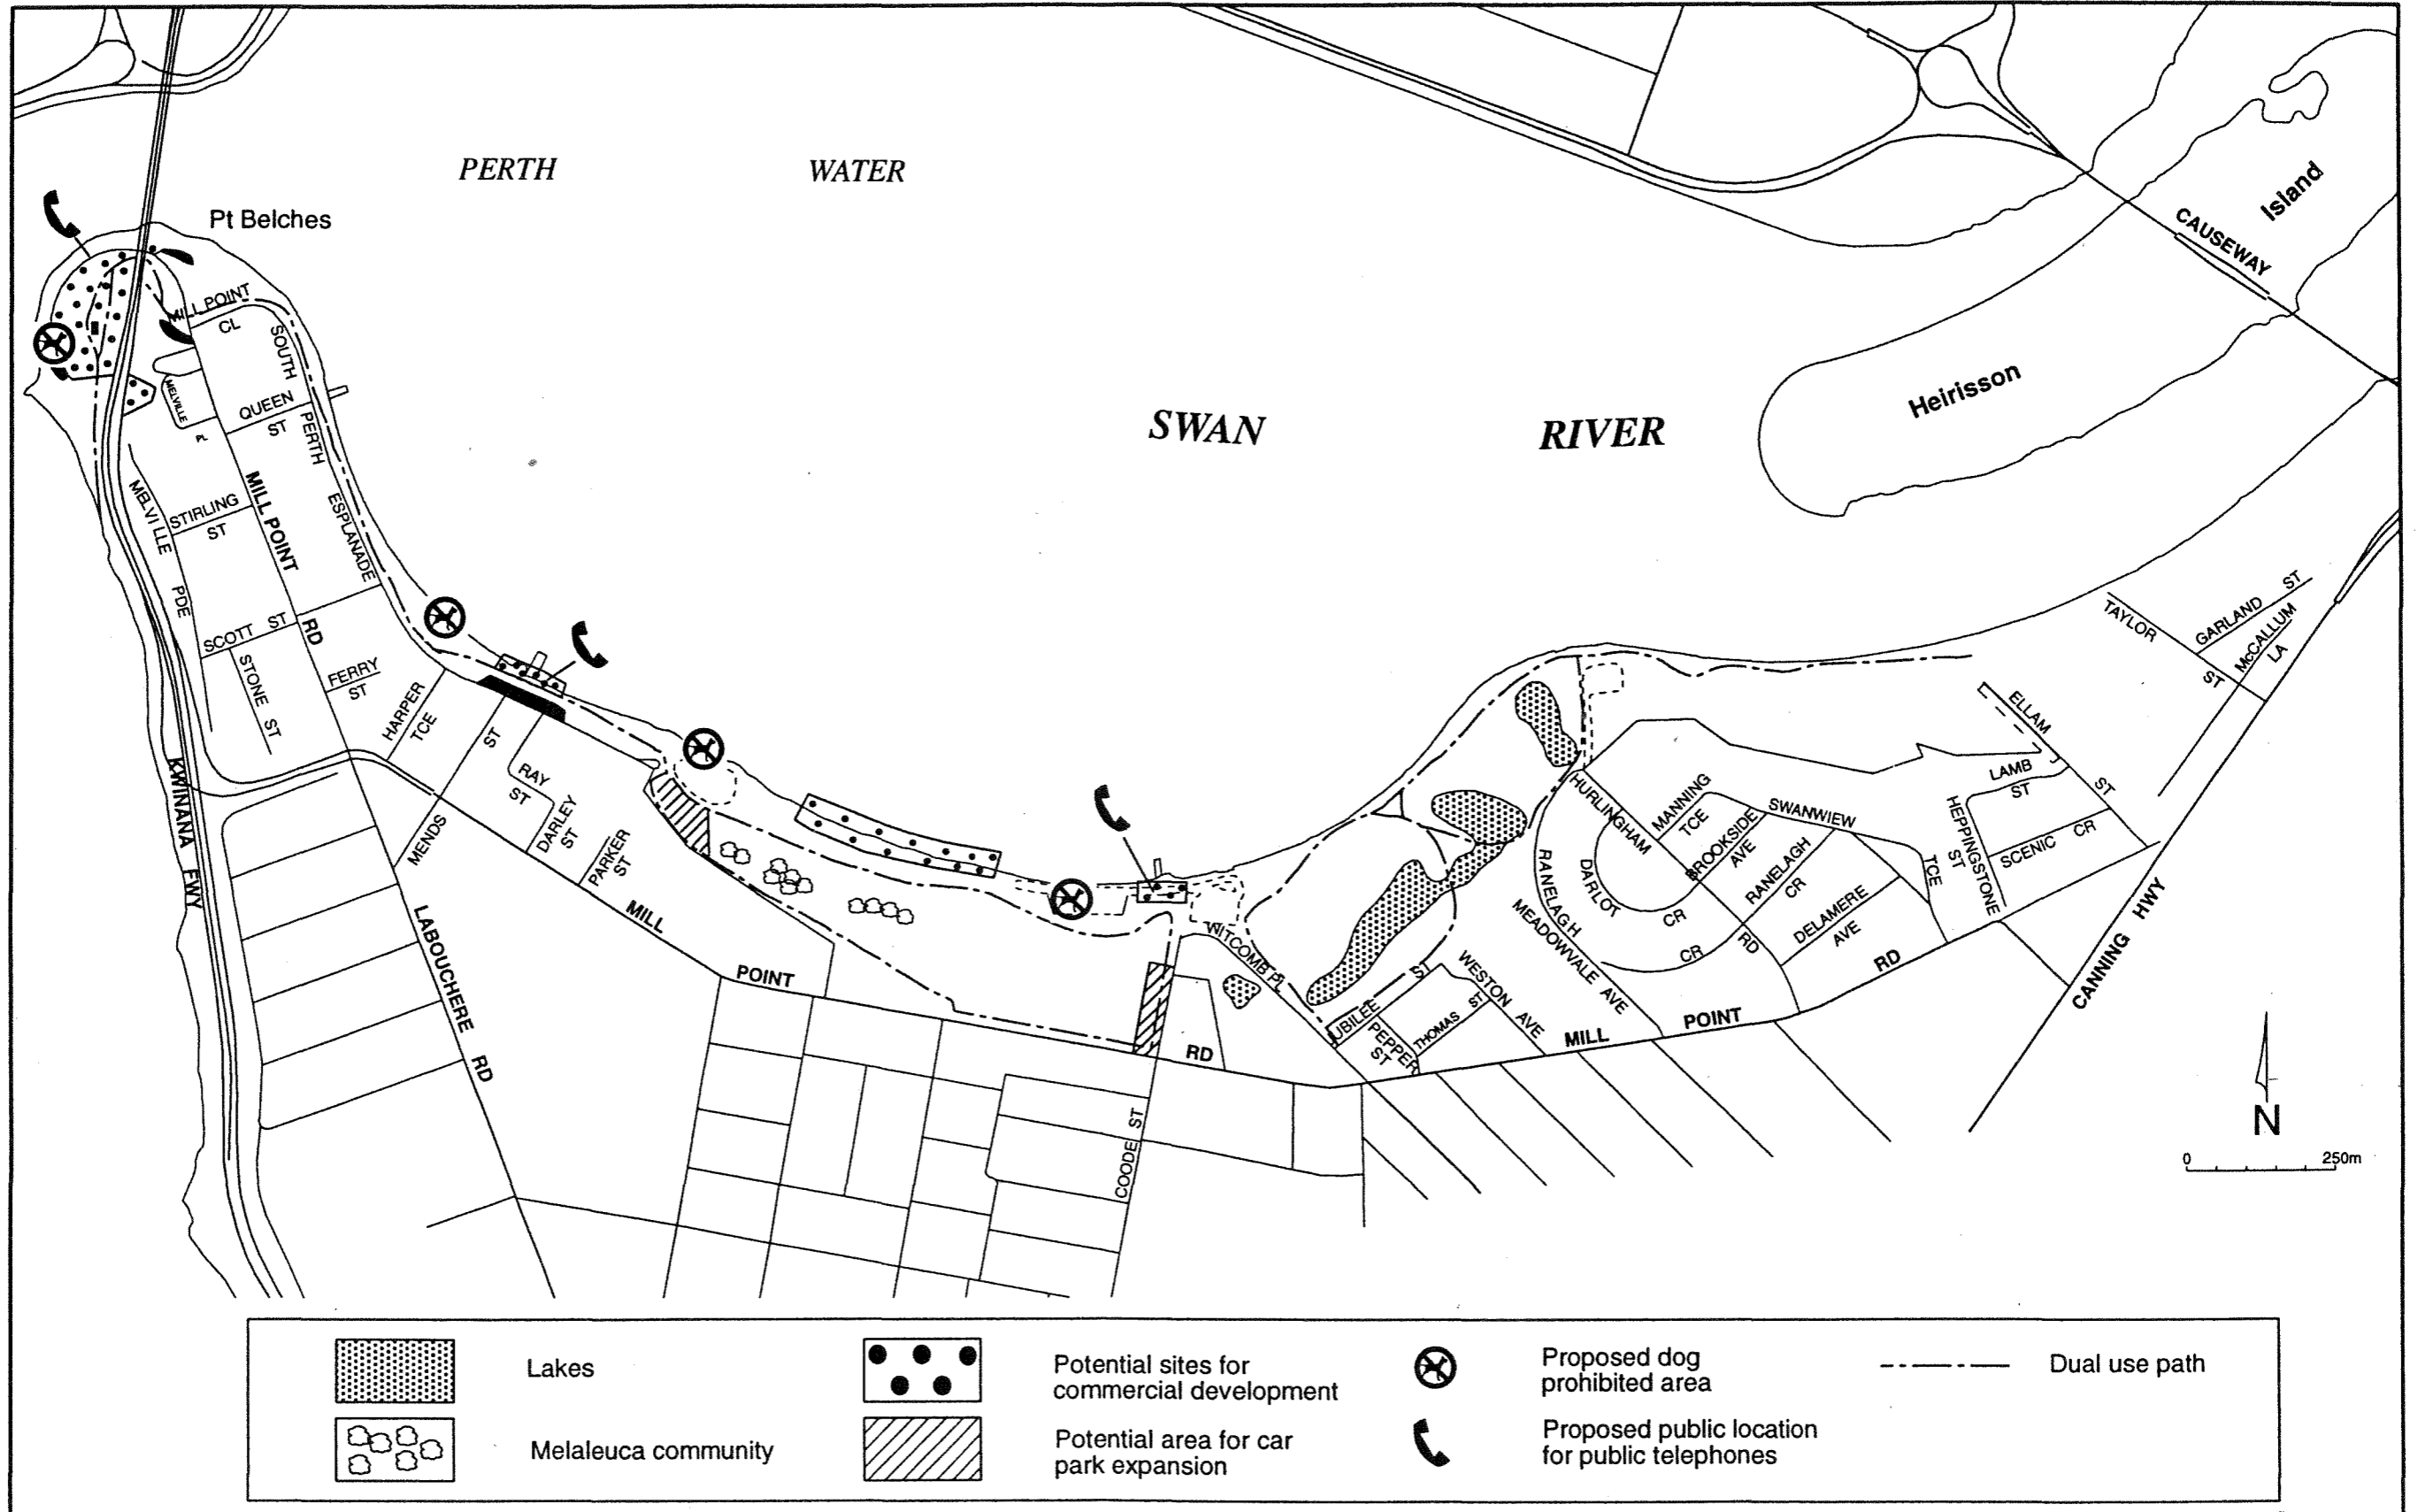 PERTH WATER
Pt Belches
Island
CAUSEWAY
Heirisson
SWAN RIVER
MILL POINT
CL
SOUTH
PERTH
ESPLANADE
MELVILLE
PL
QUEEN
ST
MELVILLE
PDE
STIRLING
ST
MILL POINT
RD
SCOTT ST
STONE ST
FERRY
ST
HARPER
TCE
MENDS
ST
RAY
ST
DARLEY
ST
PARKER
ST
KWINANA FWY
LABOUCHERE RD
MILL
POINT
RD
COODE ST
WITCOMB PL
JUBILEE ST
PEPPER
ST
THOMAS ST
WESTON
AVE
MEADOWVALE AVE
RANELAGH
CR
DARLOT
CR
HURLINGHAM
RD
MANNING
TCE
BROOKSIDE
AVE
SWANWIEW
TCE
RANELAGH
CR
DELAMERE
AVE
HEPPINGSTONE
ST
LAMB
ST
SCENIC CR
ELLAM
ST
TAYLOR
ST
GARLAND ST
McCALLUM
LA
CANNING HWY
MILL
POINT
RD
N
0 250m
Lakes
Melaleuca community
Potential sites for
commercial development
Potential area for car
park expansion
Proposed dog
prohibited area
Proposed public location
for public telephones
Dual use path